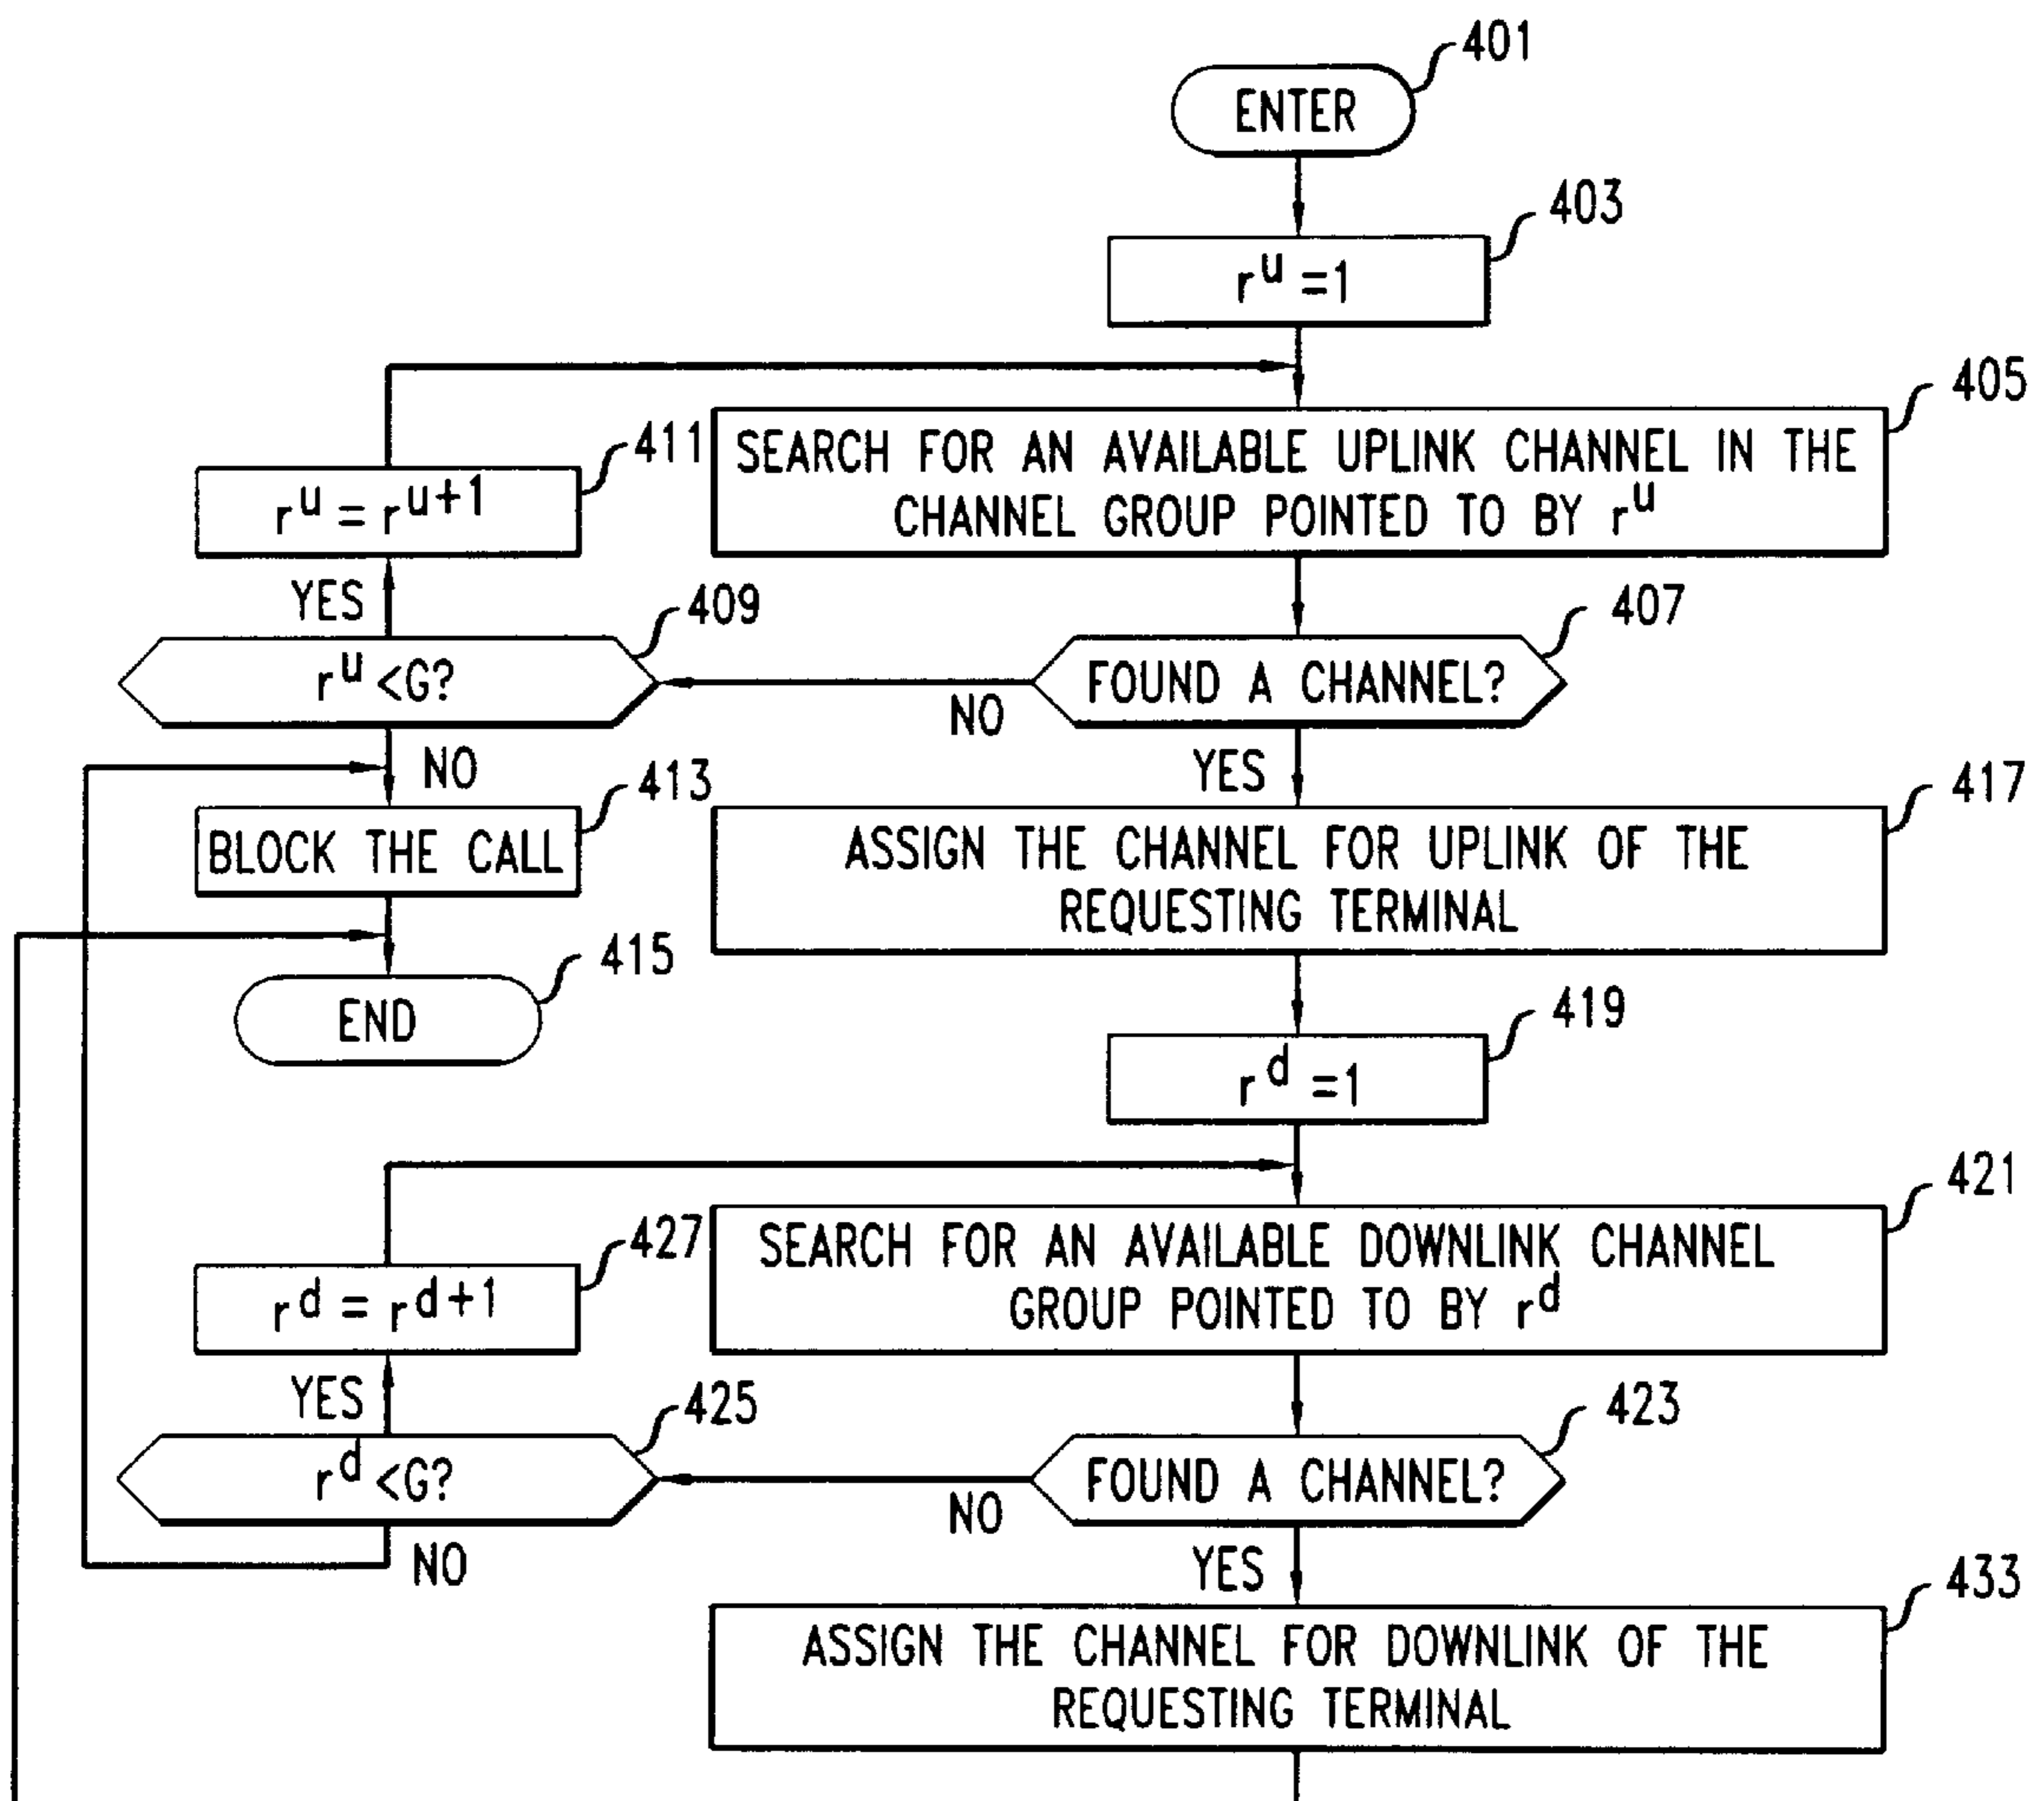 401
ENTER
403
r^u =1
405
SEARCH FOR AN AVAILABLE UPLINK CHANNEL IN THE
CHANNEL GROUP POINTED TO BY r^u
411
r^u = r^u+1
YES
409
r^u <G?
407
FOUND A CHANNEL?
NO
NO
YES
413
BLOCK THE CALL
417
ASSIGN THE CHANNEL FOR UPLINK OF THE
REQUESTING TERMINAL
415
END
419
r^d =1
421
SEARCH FOR AN AVAILABLE DOWNLINK CHANNEL
GROUP POINTED TO BY r^d
427
r^d = r^d+1
YES
425
r^d <G?
423
FOUND A CHANNEL?
NO
NO
YES
433
ASSIGN THE CHANNEL FOR DOWNLINK OF THE
REQUESTING TERMINAL